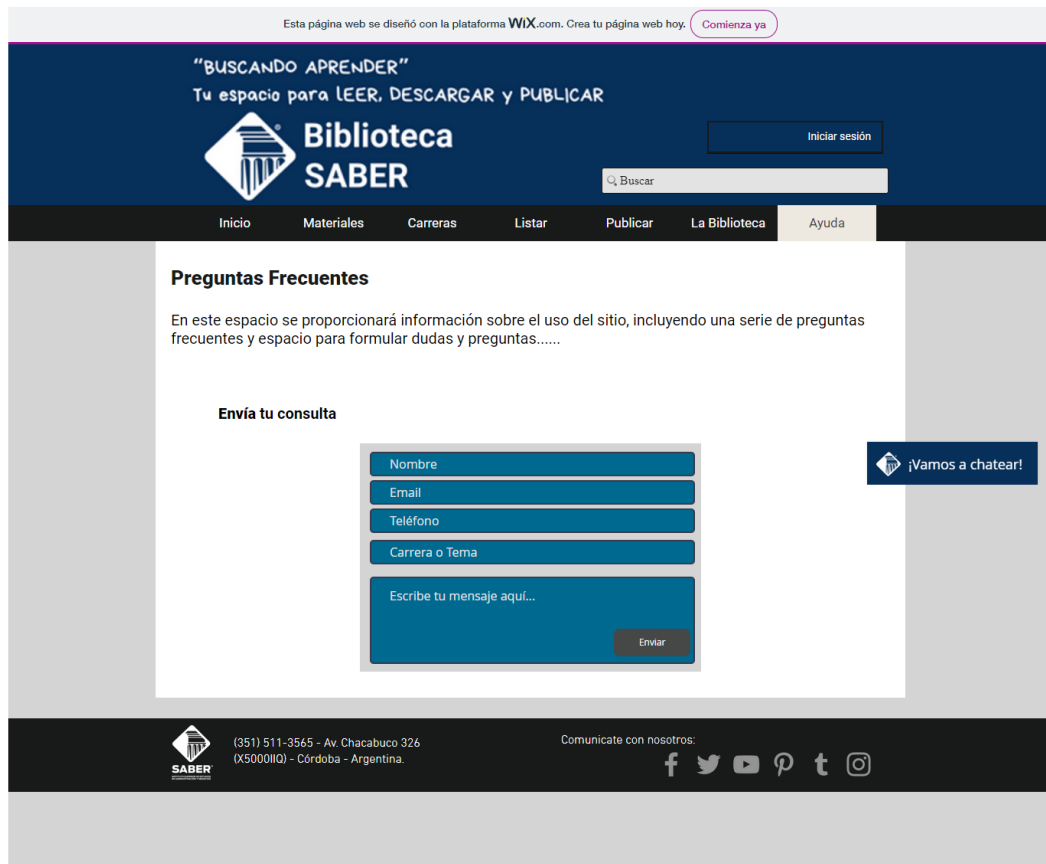 Esta página web se diseñó con la plataforma WiX.com. Crea tu página web hoy. Comienza ya
"BUSCANDO APRENDER"
Tu espacio para LEER, DESCARGAR y PUBLICAR
Biblioteca
SABER
Iniciar sesión
Buscar
Inicio Materiales Carreras Listar Publicar La Biblioteca Ayuda
Preguntas Frecuentes
En este espacio se proporcionará información sobre el uso del sitio, incluyendo una serie de preguntas
frecuentes y espacio para formular dudas y preguntas......
Envía tu consulta
Nombre
¡Vamos a chatear!
Email
Teléfono
Carrera o Tema
Escribe tu mensaje aquí...
Enviar
(351) 511-3565 - Av. Chacabuco 326
(X5000IIQ) - Córdoba - Argentina.
SABER
Comunicate con nosotros: